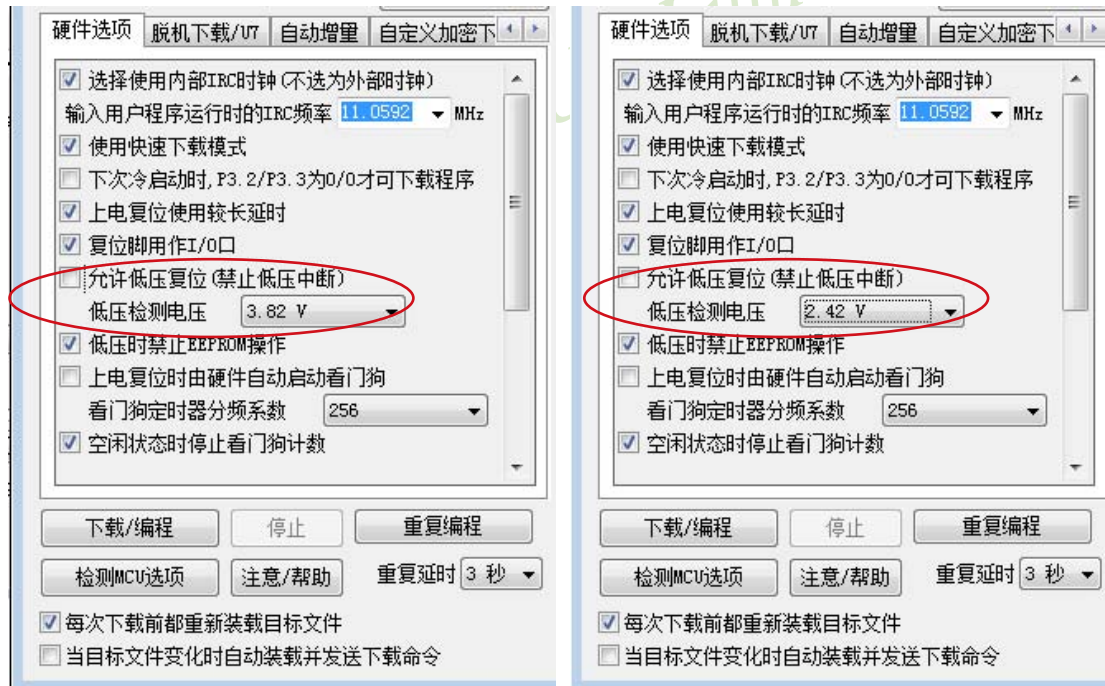 硬件选项 脱机下载/U7 自动增量 自定义加密下
选择使用内部IRC时钟(不选为外部时钟)
输入用户程序运行时的IRC频率 11.0592 MHz
使用快速下载模式
下次冷启动时,P3.2/P3.3为0/0才可下载程序
上电复位使用较长延时
复位脚用作I/O口
允许低压复位(禁止低压中断)
低压检测电压 3.82 V
低压时禁止EEPROM操作
上电复位时由硬件自动启动看门狗
看门狗定时器分频系数 256
空闲状态时停止看门狗计数
下载/编程 停止 重复编程
检测MCU选项 注意/帮助 重复延时 3 秒
每次下载前都重新装载目标文件
当目标文件变化时自动装载并发送下载命令
硬件选项 脱机下载/U7 自动增量 自定义加密下
选择使用内部IRC时钟(不选为外部时钟)
输入用户程序运行时的IRC频率 11.0592 MHz
使用快速下载模式
下次冷启动时,P3.2/P3.3为0/0才可下载程序
上电复位使用较长延时
复位脚用作I/O口
允许低压复位(禁止低压中断)
低压检测电压 2.42 V
低压时禁止EEPROM操作
上电复位时由硬件自动启动看门狗
看门狗定时器分频系数 256
空闲状态时停止看门狗计数
下载/编程 停止 重复编程
检测MCU选项 注意/帮助 重复延时 3 秒
每次下载前都重新装载目标文件
当目标文件变化时自动装载并发送下载命令